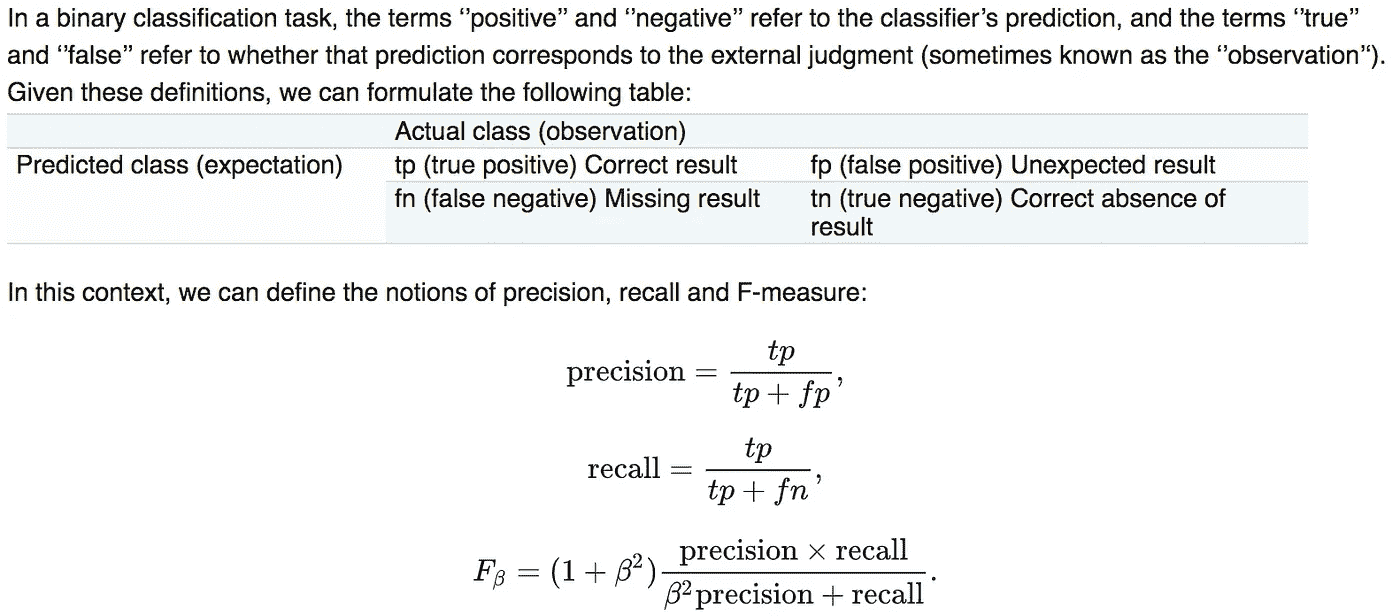 In a binary classification task, the terms ‘’positive” and ‘’negative” refer to the classifier’s prediction, and the terms ‘’true”
and ‘’false” refer to whether that prediction corresponds to the external judgment (sometimes known as the ‘’observation‘’).
Given these definitions, we can formulate the following table:
Actual class (observation)
Predicted class (expectation) tp (true positive) Correct result fp (false positive) Unexpected result
fn (false negative) Missing result tn (true negative) Correct absence of
result
In this context, we can define the notions of precision, recall and F-measure:
precision = tp / (tp + fp),
recall = tp / (tp + fn),
Fβ = (1 + β²) precision × recall / (β² precision + recall).